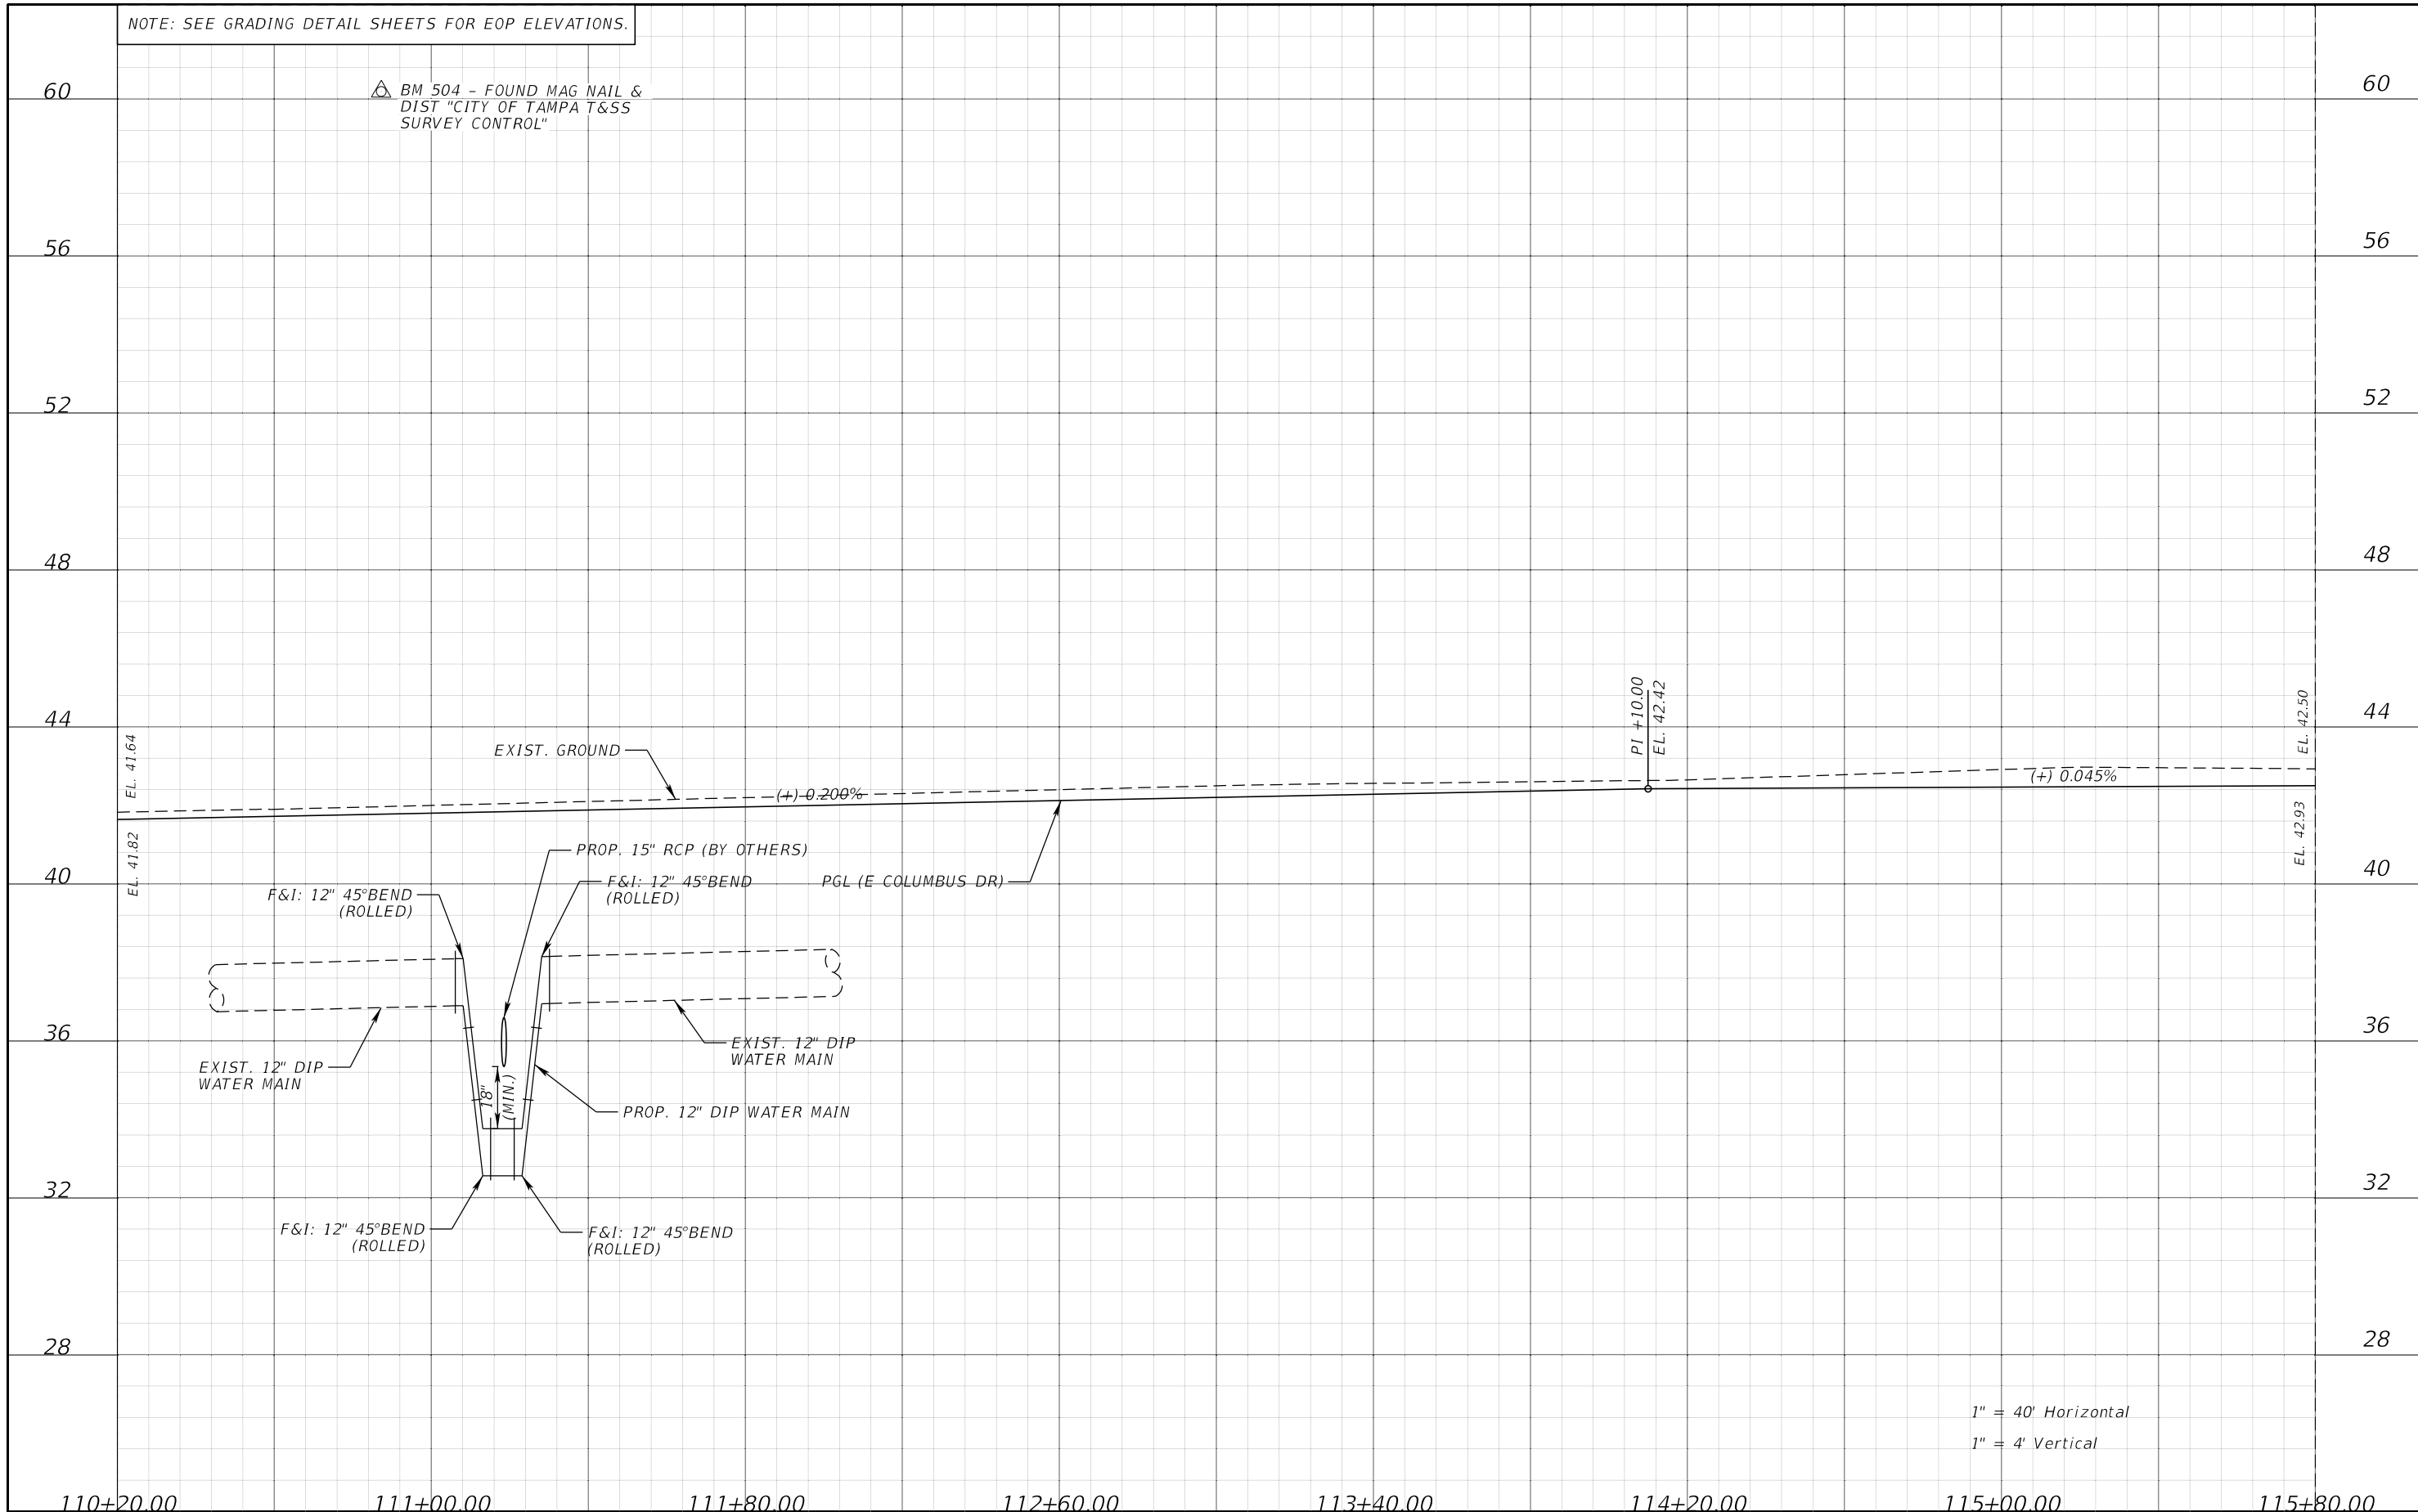 NOTE: SEE GRADING DETAIL SHEETS FOR EOP ELEVATIONS.
60
60
BM 504 – FOUND MAG NAIL &
DIST "CITY OF TAMPA T&SS
SURVEY CONTROL"
56
56
52
52
48
48
44
44
EL. 41.64
EL. 41.82
EXIST. GROUND
(+) 0.200%
PI +10.00
EL. 42.42
EL. 42.50
(+) 0.045%
EL. 42.93
PROP. 15" RCP (BY OTHERS)
40
40
F&I: 12" 45°BEND
(ROLLED)
F&I: 12" 45°BEND
(ROLLED)
PGL (E COLUMBUS DR)
36
36
EXIST. 12" DIP
WATER MAIN
EXIST. 12" DIP
WATER MAIN
18"
(MIN.)
PROP. 12" DIP WATER MAIN
32
32
F&I: 12" 45°BEND
(ROLLED)
F&I: 12" 45°BEND
(ROLLED)
28
28
1" = 40' Horizontal
1" = 4' Vertical
110+20.00
111+00.00
111+80.00
112+60.00
113+40.00
114+20.00
115+00.00
115+80.00